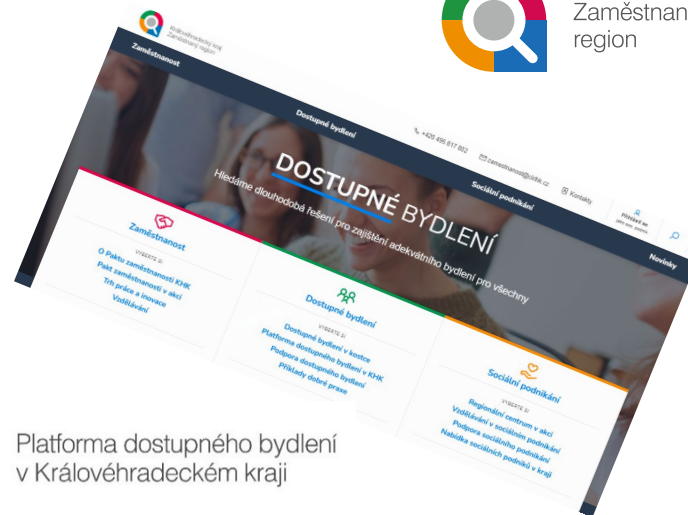 Zaměstnan
region
Královéhradecký kraj
Zaměstnaný region
+420 495 817 802
zamestnanost@cirihk.cz
Kontakty
Přihlásit se
Zaměstnanost
Dostupné bydlení
Sociální podnikání
Novinky
DOSTUPNÉ BYDLENÍ
Hledáme dlouhodobá řešení pro zajištění adekvátního bydlení pro všechny
Zaměstnanost
VYBERTE SI
O Paktu zaměstnanosti KHK
Pakt zaměstnanosti v akci
Trh práce a inovace
Vzdělávání
Dostupné bydlení
VYBERTE SI
Dostupné bydlení v kostce
Platforma dostupného bydlení v KHK
Podpora dostupného bydlení
Příklady dobré praxe
Sociální podnikání
VYBERTE SI
Regionální centrum v akci
Vzdělávání v sociálním podnikání
Podpora sociálního podnikání
Nabídka sociálních podniků v kraji
Platforma dostupného bydlení
v Královéhradeckém kraji